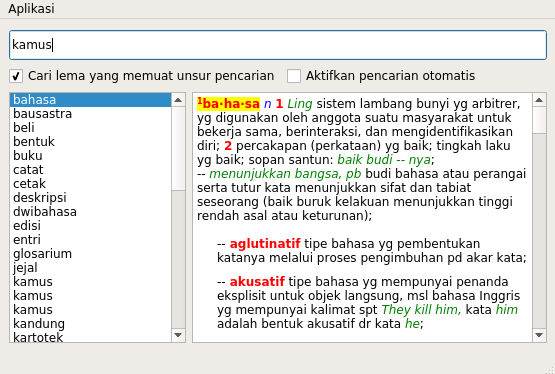 Aplikasi
kamus
Cari lema yang memuat unsur pencarian
Aktifkan pencarian otomatis
bahasa
bausastra
beli
bentuk
buku
catat
cetak
deskripsi
dwibahasa
edisi
entri
glosarium
jejal
kamus
kamus
kamus
kandung
kartotek
1ba·ha·sa n 1 Ling sistem lambang bunyi yg arbitrer,
yg digunakan oleh anggota suatu masyarakat untuk
bekerja sama, berinteraksi, dan mengidentifikasikan
diri; 2 percakapan (perkataan) yg baik; tingkah laku
yg baik; sopan santun: baik budi -- nya;
-- menunjukkan bangsa, pb budi bahasa atau perangai
serta tutur kata menunjukkan sifat dan tabiat
seseorang (baik buruk kelakuan menunjukkan tinggi
rendah asal atau keturunan);
-- aglutinatif tipe bahasa yg pembentukan
katanya melalui proses pengimbuhan pd akar kata;
-- akusatif tipe bahasa yg mempunyai penanda
eksplisit untuk objek langsung, msl bahasa Inggris
yg mempunyai kalimat spt They kill him, kata him
adalah bentuk akusatif dr kata he;